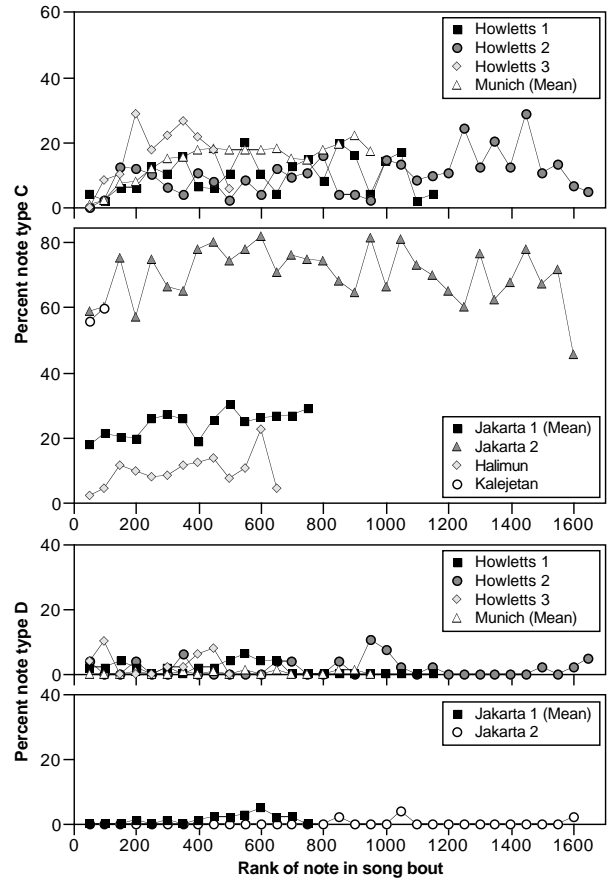 Percent note type C
60
40
20
0
Howletts 1
Howletts 2
Howletts 3
Munich (Mean)
80
60
40
20
0
Jakarta 1 (Mean)
Jakarta 2
Halimun
Kalejetan
0 200 400 600 800 1000 1200 1400 1600
Percent note type D
40
20
0
Howletts 1
Howletts 2
Howletts 3
Munich (Mean)
40
20
0
Jakarta 1 (Mean)
Jakarta 2
0 200 400 600 800 1000 1200 1400 1600
Rank of note in song bout